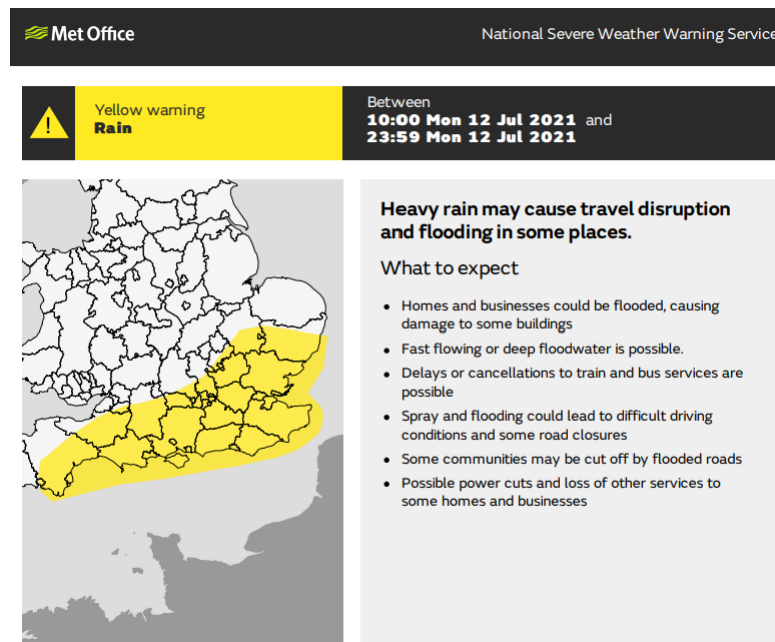 Met Office
National Severe Weather Warning Service
Yellow warning
Rain
Between
10:00 Mon 12 Jul 2021 and
23:59 Mon 12 Jul 2021
Heavy rain may cause travel disruption
and flooding in some places.
What to expect
• Homes and businesses could be flooded, causing
damage to some buildings
• Fast flowing or deep floodwater is possible.
• Delays or cancellations to train and bus services are
possible
• Spray and flooding could lead to difficult driving
conditions and some road closures
• Some communities may be cut off by flooded roads
• Possible power cuts and loss of other services to
some homes and businesses